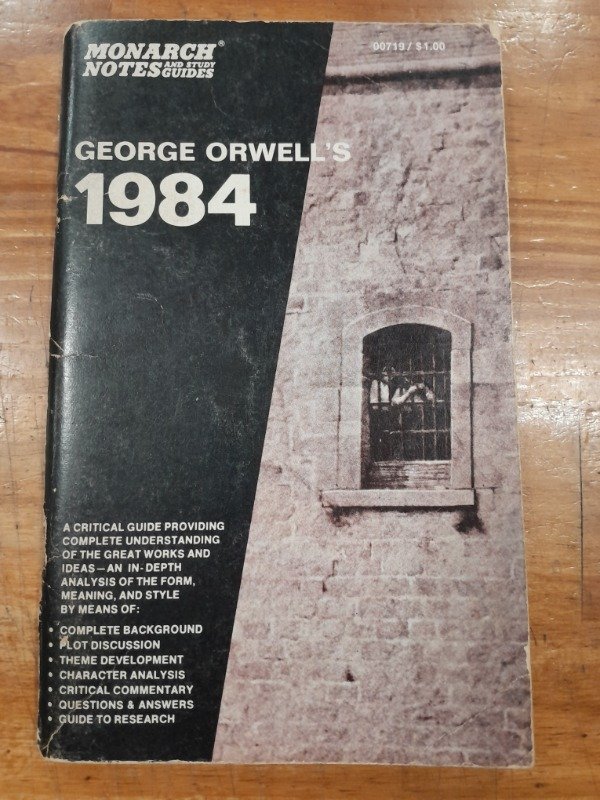 MONARCH®
NOTES AND STUDY GUIDES
00719 / $1.00
GEORGE ORWELL'S
1984
A CRITICAL GUIDE PROVIDING
COMPLETE UNDERSTANDING
OF THE GREAT WORKS AND
IDEAS—AN IN-DEPTH
ANALYSIS OF THE FORM,
MEANING, AND STYLE
BY MEANS OF:
• COMPLETE BACKGROUND
• PLOT DISCUSSION
• THEME DEVELOPMENT
• CHARACTER ANALYSIS
• CRITICAL COMMENTARY
• QUESTIONS & ANSWERS
• GUIDE TO RESEARCH